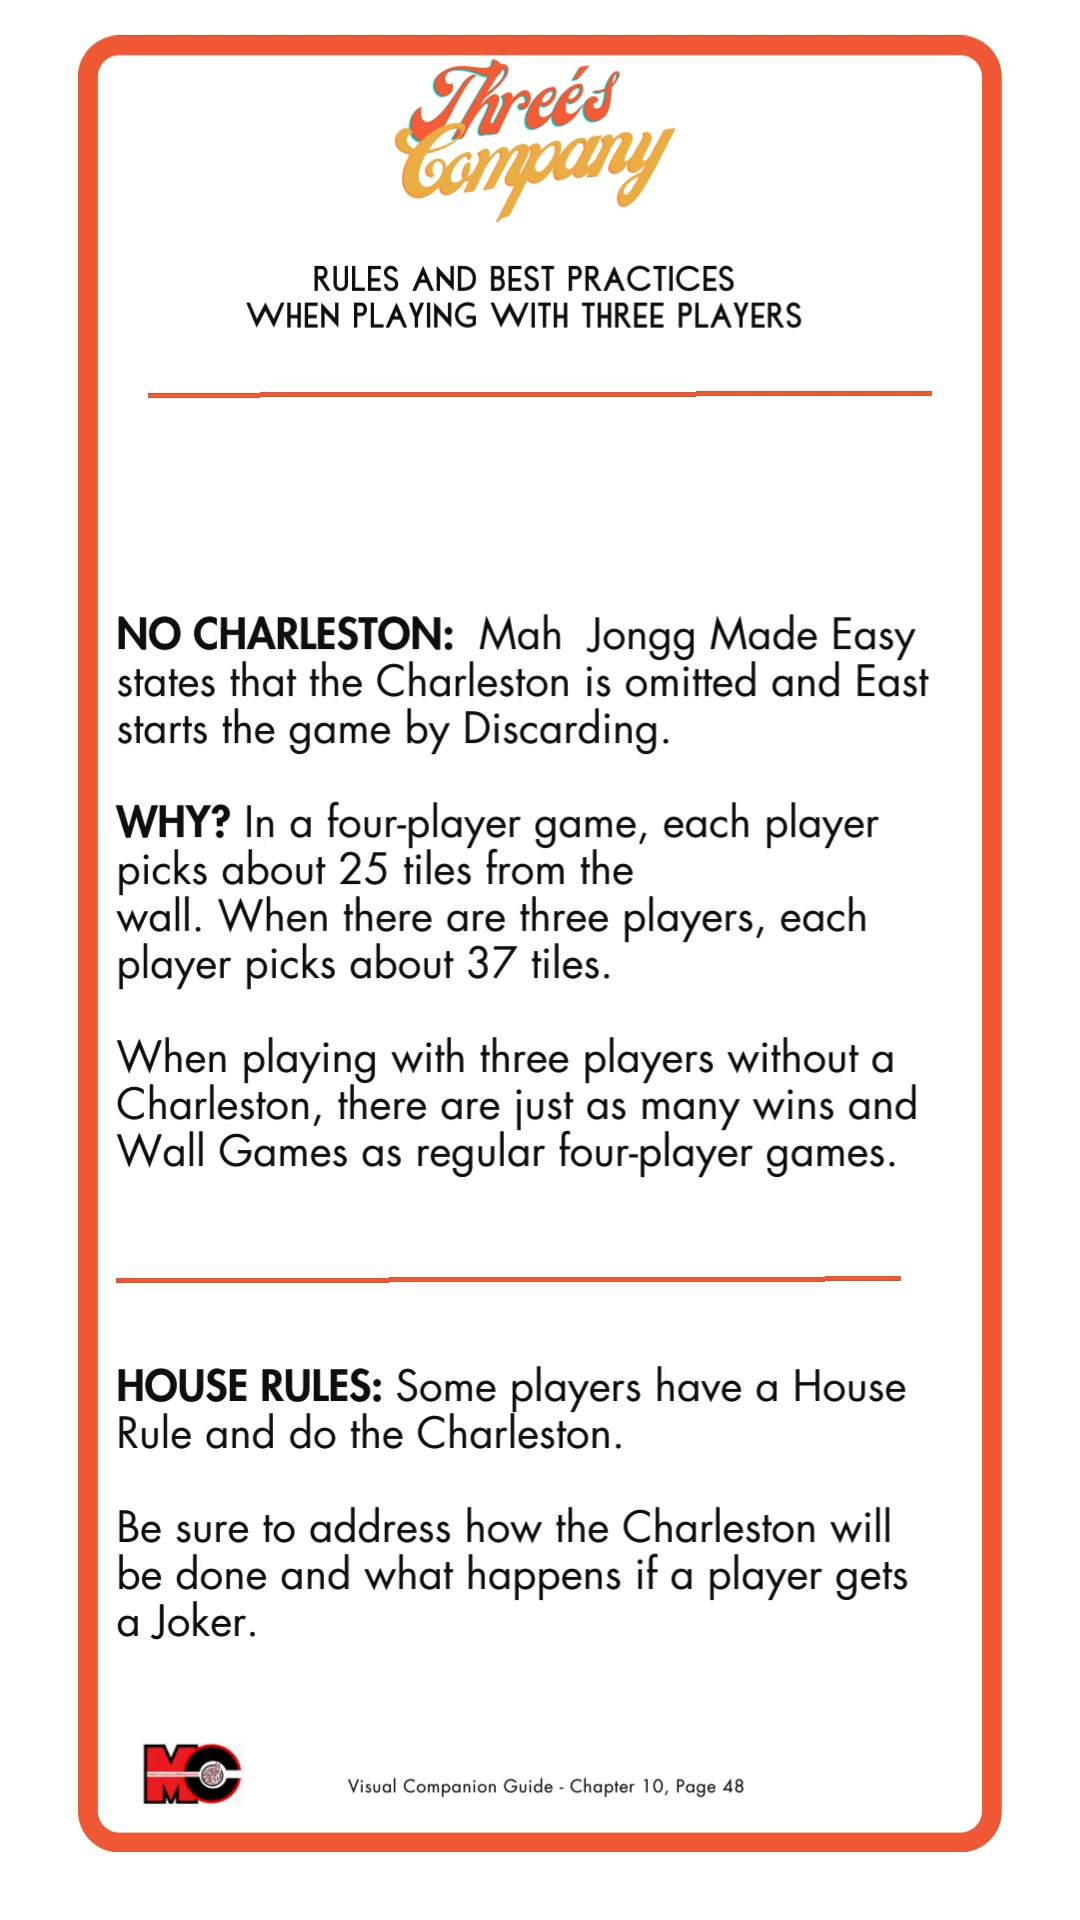 Threé's
Company
RULES AND BEST PRACTICES
WHEN PLAYING WITH THREE PLAYERS
NO CHARLESTON:  Mah  Jongg Made Easy
states that the Charleston is omitted and East
starts the game by Discarding.
WHY? In a four-player game, each player
picks about 25 tiles from the
wall. When there are three players, each
player picks about 37 tiles.
When playing with three players without a
Charleston, there are just as many wins and
Wall Games as regular four-player games.
HOUSE RULES: Some players have a House
Rule and do the Charleston.
Be sure to address how the Charleston will
be done and what happens if a player gets
a Joker.
Visual Companion Guide - Chapter 10, Page 48